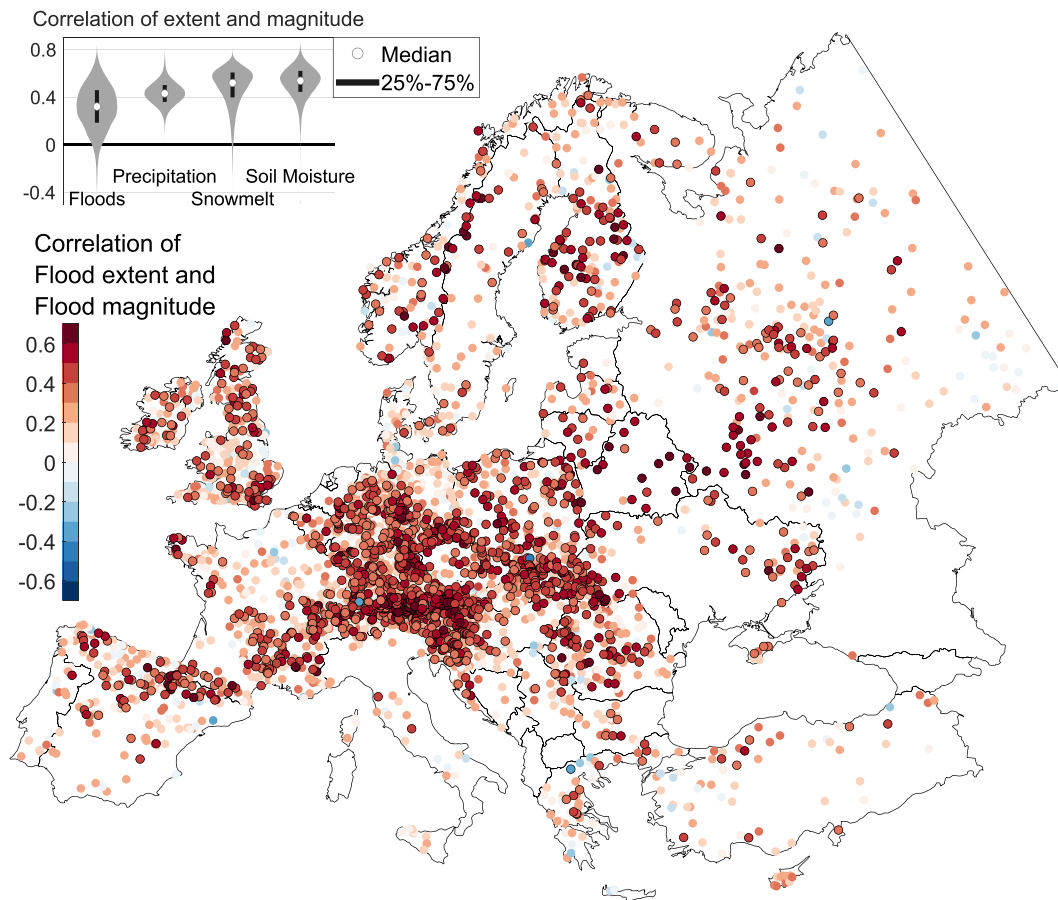 Correlation of extent and magnitude
0.8
0.4
0
-0.4
Median
25%-75%
Precipitation
Soil Moisture
Floods
Snowmelt
Correlation of
Flood extent and
Flood magnitude
0.6
0.4
0.2
0
-0.2
-0.4
-0.6